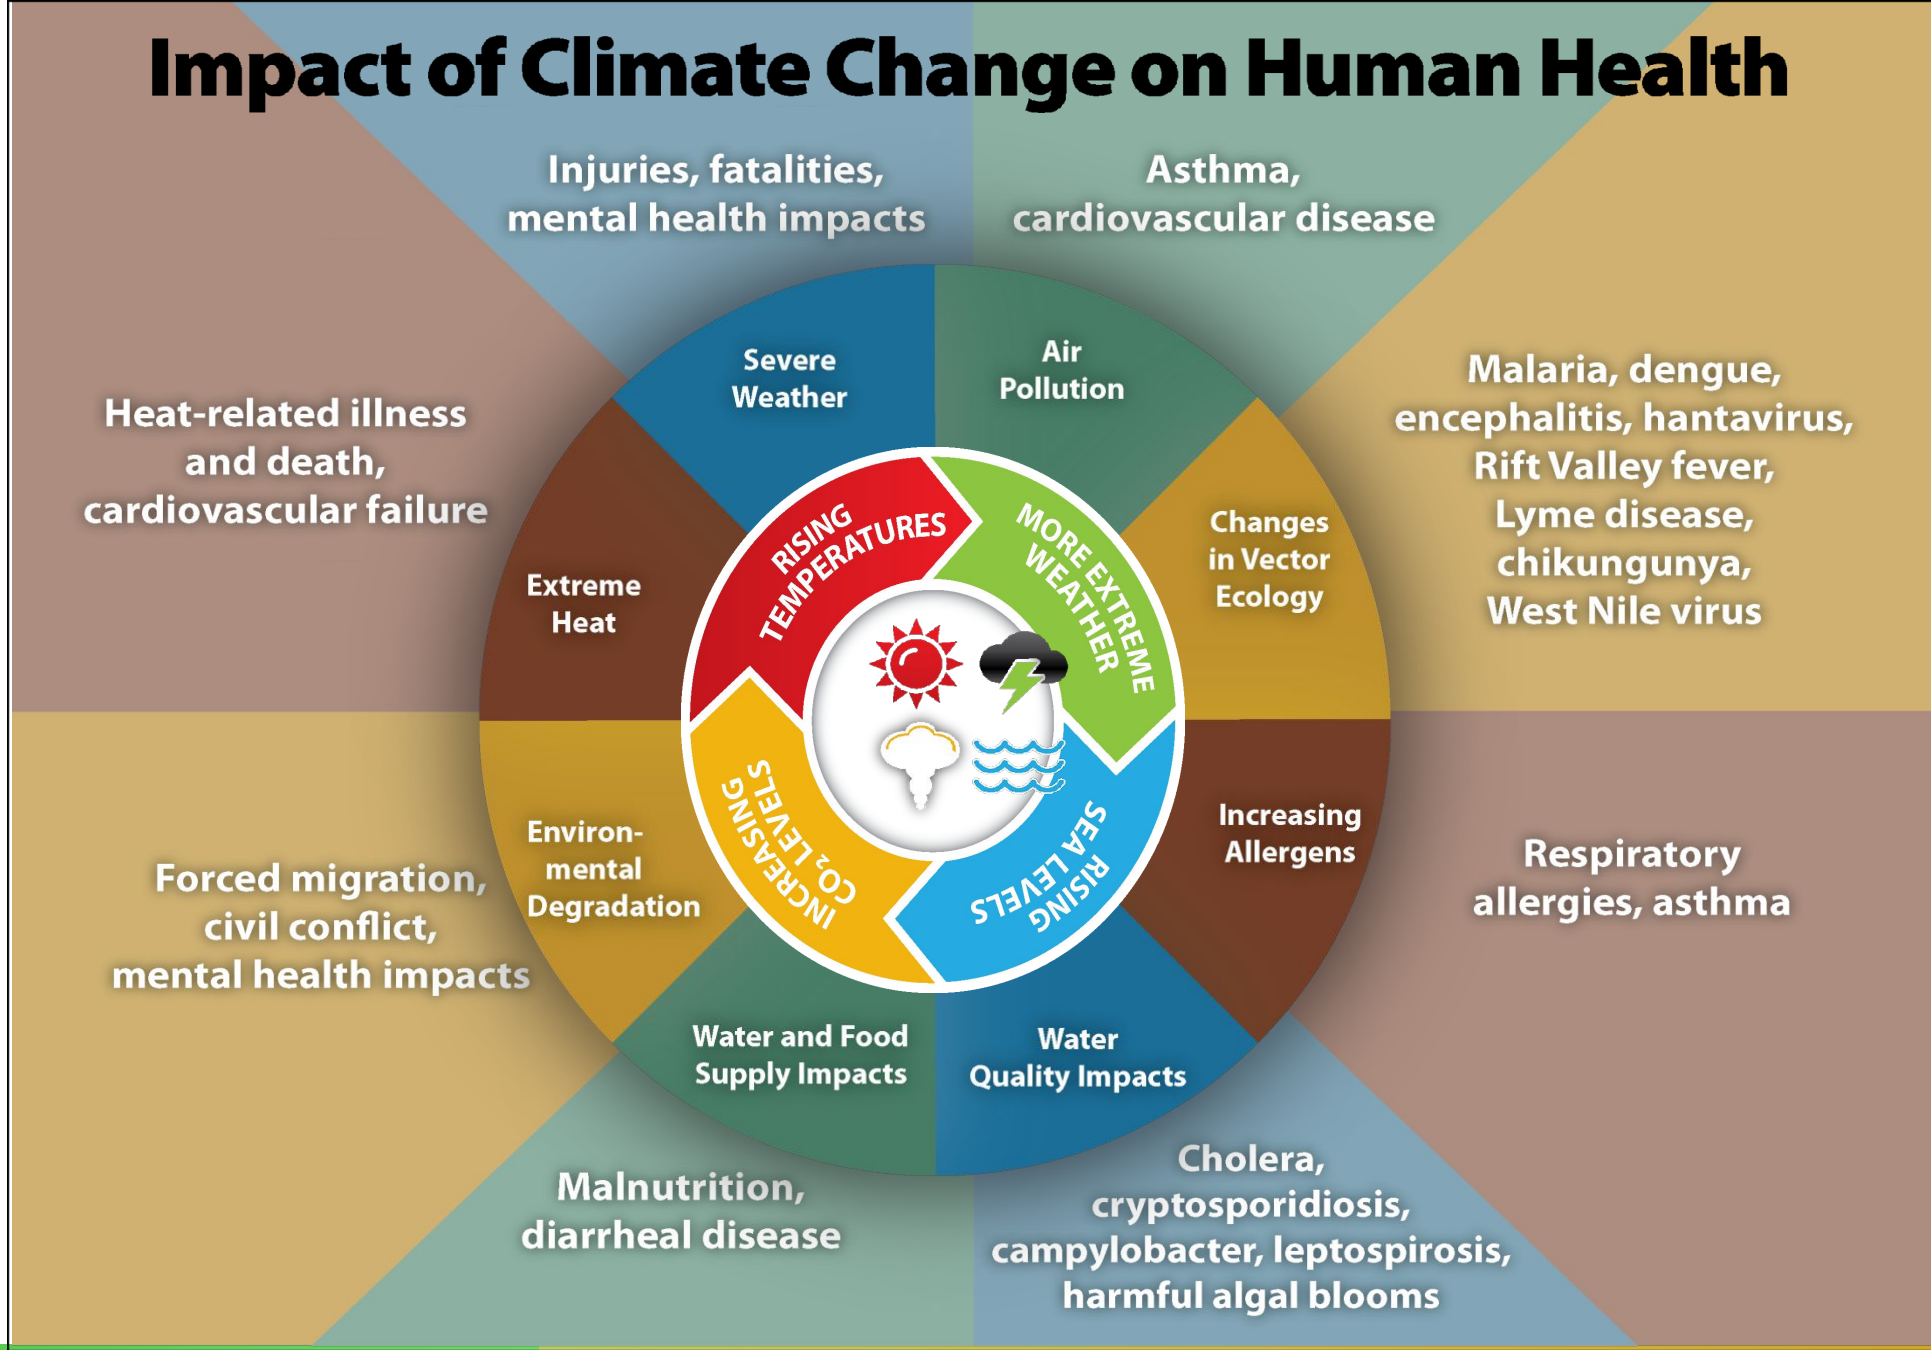 Impact of Climate Change on Human Health
Injuries, fatalities,
mental health impacts
Asthma,
cardiovascular disease
Severe
Weather
Air
Pollution
Heat-related illness
and death,
cardiovascular failure
Malaria, dengue,
encephalitis, hantavirus,
Rift Valley fever,
Lyme disease,
chikungunya,
West Nile virus
Extreme
Heat
Changes
in Vector
Ecology
RISING
TEMPERATURES
MORE EXTREME
WEATHER
INCREASING
CO₂ LEVELS
RISING
SEA LEVELS
Environ-
mental
Degradation
Increasing
Allergens
Forced migration,
civil conflict,
mental health impacts
Respiratory
allergies, asthma
Water and Food
Supply Impacts
Water
Quality Impacts
Malnutrition,
diarrheal disease
Cholera,
cryptosporidiosis,
campylobacter, leptospirosis,
harmful algal blooms